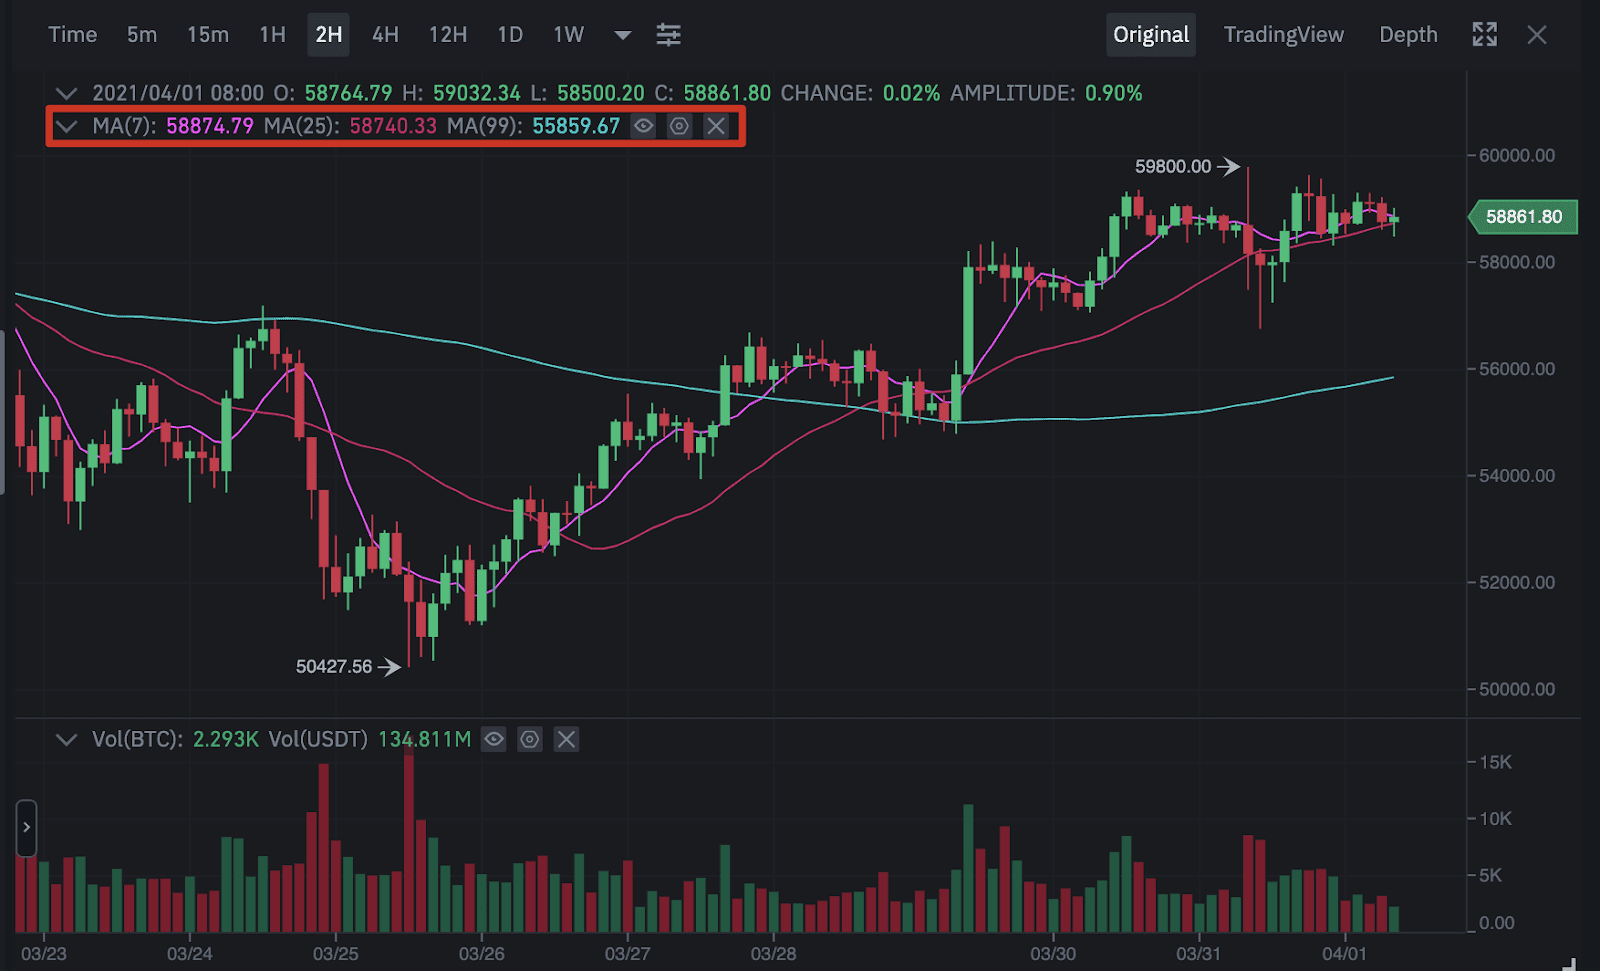 Time 5m 15m 1H 2H 4H 12H 1D 1W Original TradingView Depth
2021/04/01 08:00 O: 58764.79 H: 59032.34 L: 58500.20 C: 58861.80 CHANGE: 0.02% AMPLITUDE: 0.90%
MA(7): 58874.79 MA(25): 58740.33 MA(99): 55859.67
60000.00
59800.00
58861.80
58000.00
56000.00
54000.00
52000.00
50427.56
50000.00
Vol(BTC): 2.293K Vol(USDT) 134.811M
15K
10K
5K
0.00
03/23 03/24 03/25 03/26 03/27 03/28 03/30 03/31 04/01